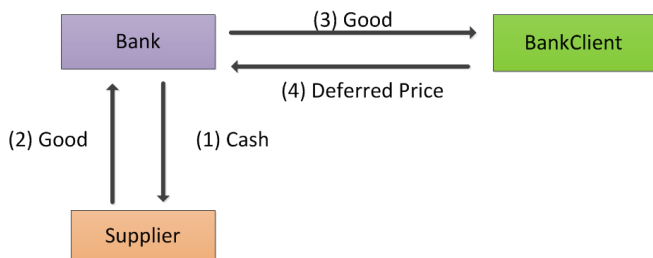 (3) Good
Bank
BankClient
(4) Deferred Price
(2) Good
(1) Cash
Supplier